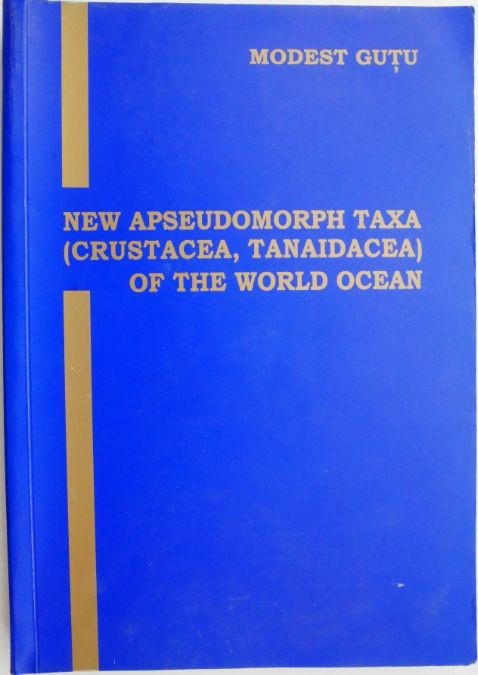 MODEST GUȚU
NEW APSEUDOMORPH TAXA
(CRUSTACEA, TANAIDACEA)
OF THE WORLD OCEAN